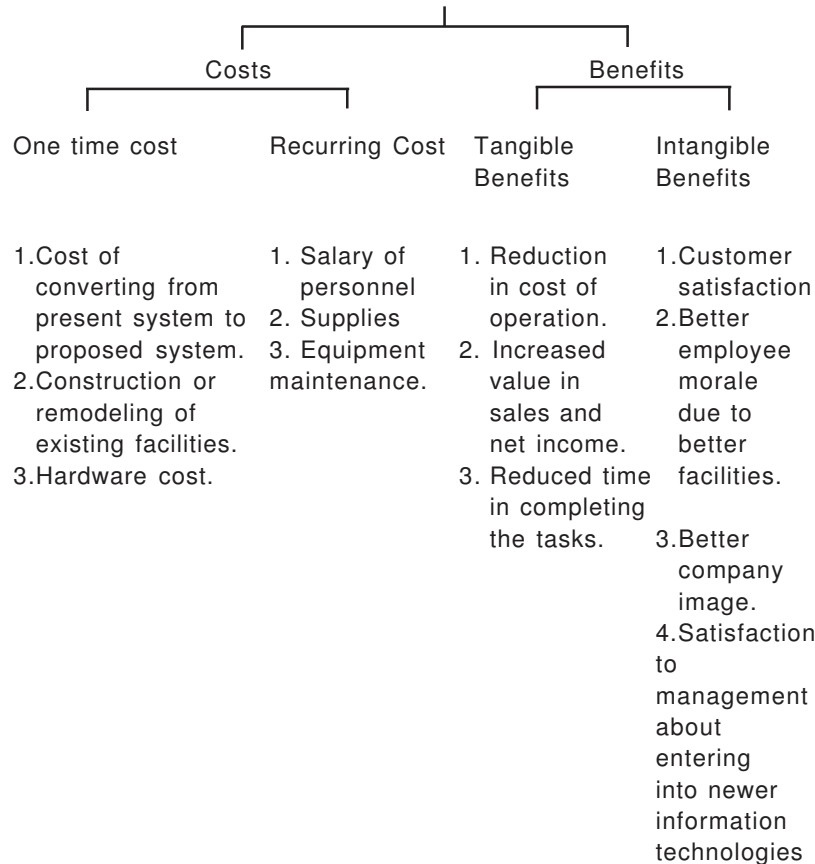 Costs
Benefits
One time cost
Recurring Cost
Tangible
Benefits
Intangible
Benefits
1.Cost of
converting from
present system to
proposed system.
2.Construction or
remodeling of
existing facilities.
3.Hardware cost.
1. Salary of
personnel
2. Supplies
3. Equipment
maintenance.
1. Reduction
in cost of
operation.
2. Increased
value in
sales and
net income.
3. Reduced time
in completing
the tasks.
1.Customer
satisfaction
2.Better
employee
morale
due to
better
facilities.
3.Better
company
image.
4.Satisfaction
to
management
about
entering
into newer
information
technologies